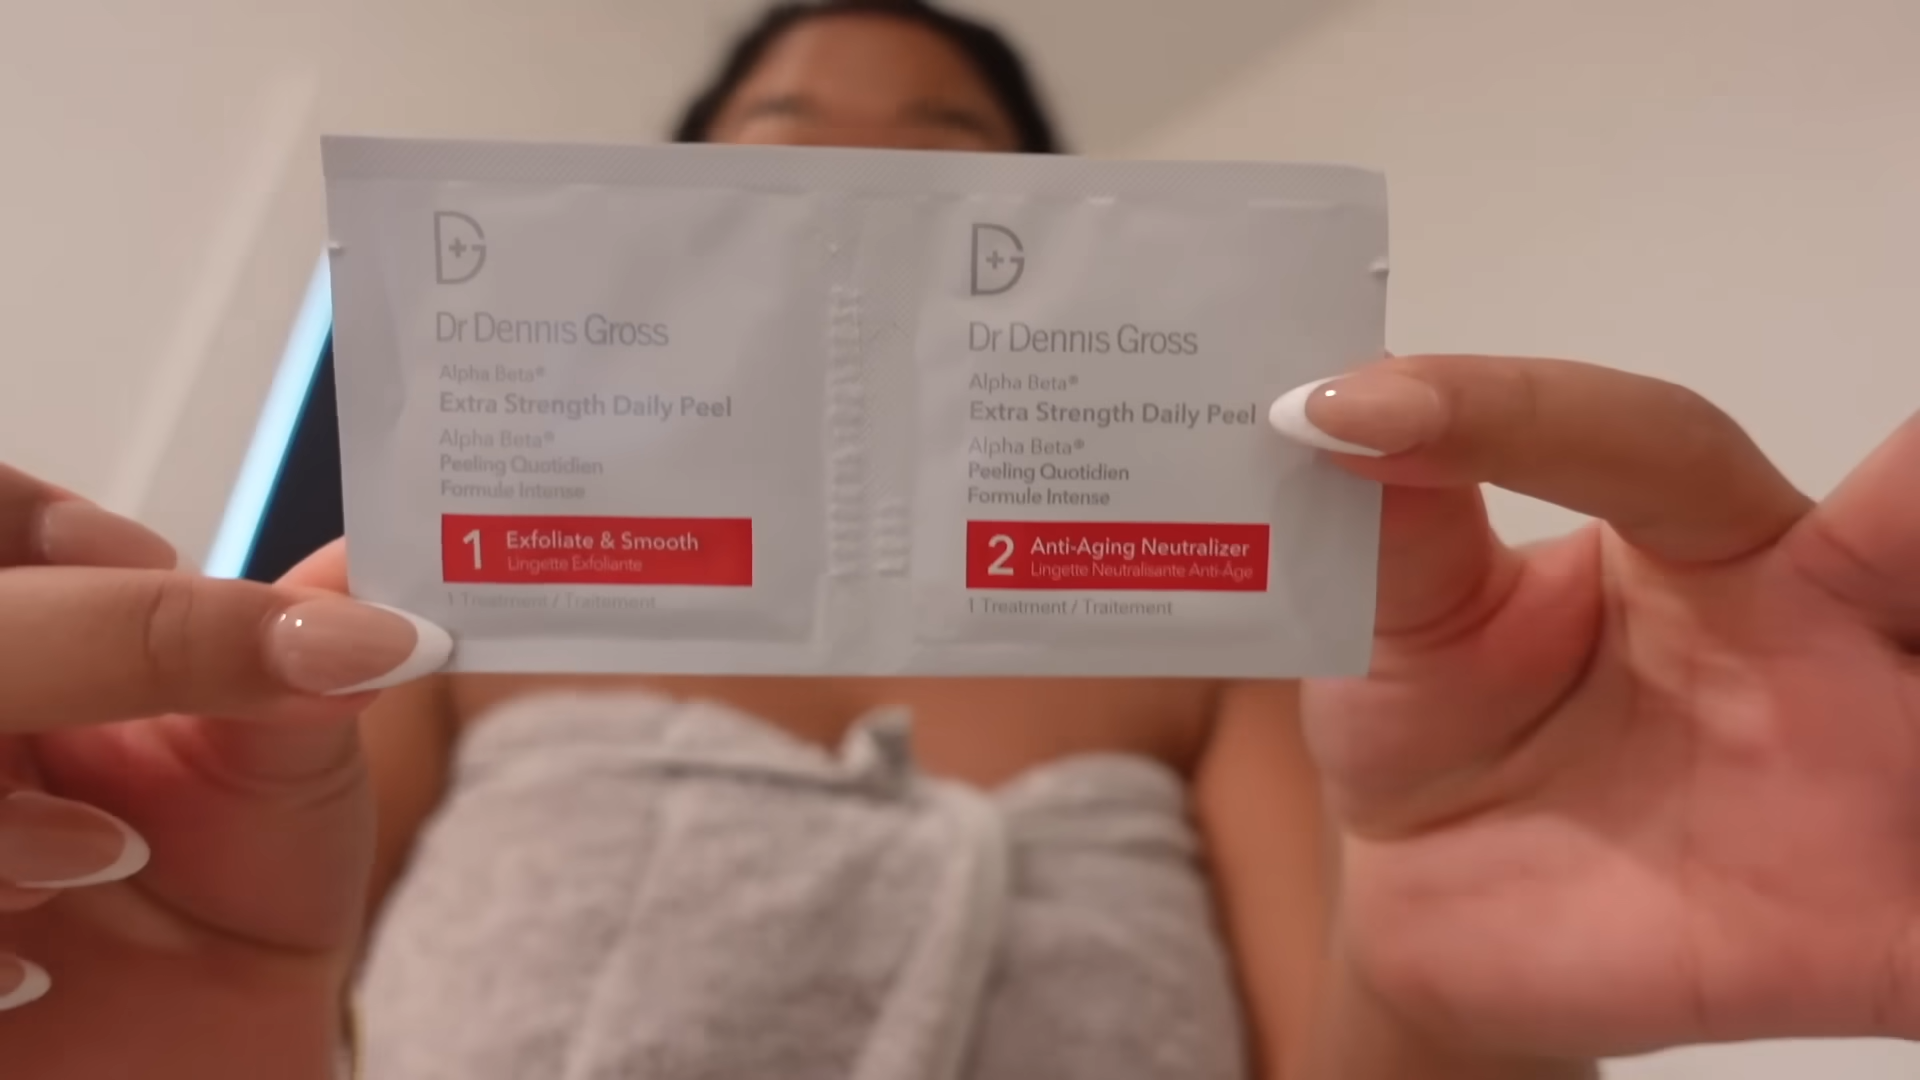 Dr Dennis Gross
Alpha Beta®
Extra Strength Daily Peel
Alpha Beta®
Peeling Quotidien
Formule Intense
1 Exfoliate & Smooth
Lingette Exfoliante
1 Treatment / Traitement
Dr Dennis Gross
Alpha Beta®
Extra Strength Daily Peel
Alpha Beta®
Peeling Quotidien
Formule Intense
2 Anti-Aging Neutralizer
Lingette Neutralisante Anti-Âge
1 Treatment / Traitement